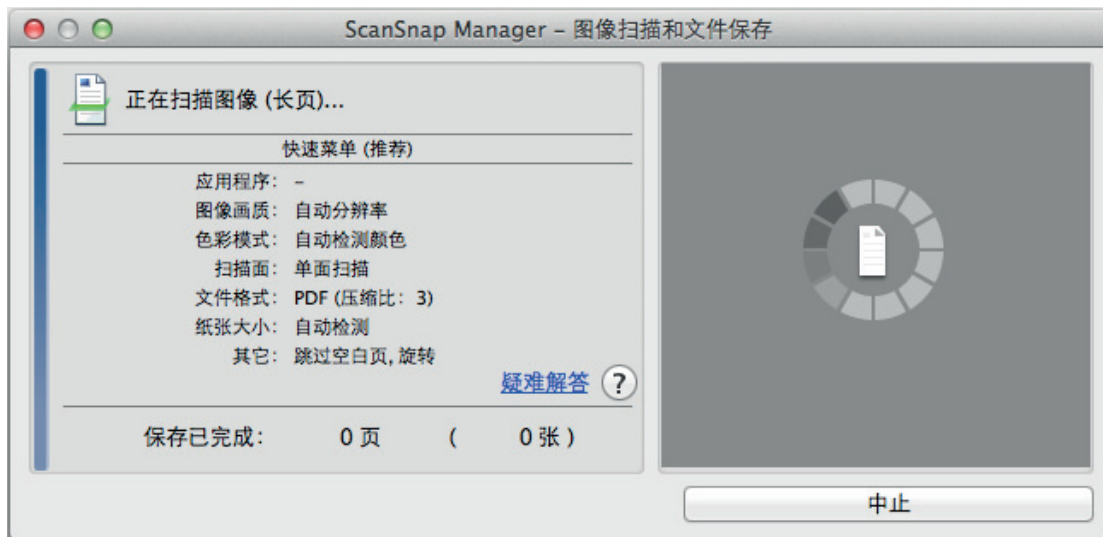 ScanSnap Manager – 图像扫描和文件保存
正在扫描图像 (长页)...
快速菜单 (推荐)
应用程序: –
图像画质: 自动分辨率
色彩模式: 自动检测颜色
扫描面: 单面扫描
文件格式: PDF (压缩比: 3)
纸张大小: 自动检测
其它: 跳过空白页, 旋转
疑难解答 ?
保存已完成: 0 页 ( 0 张 )
中止